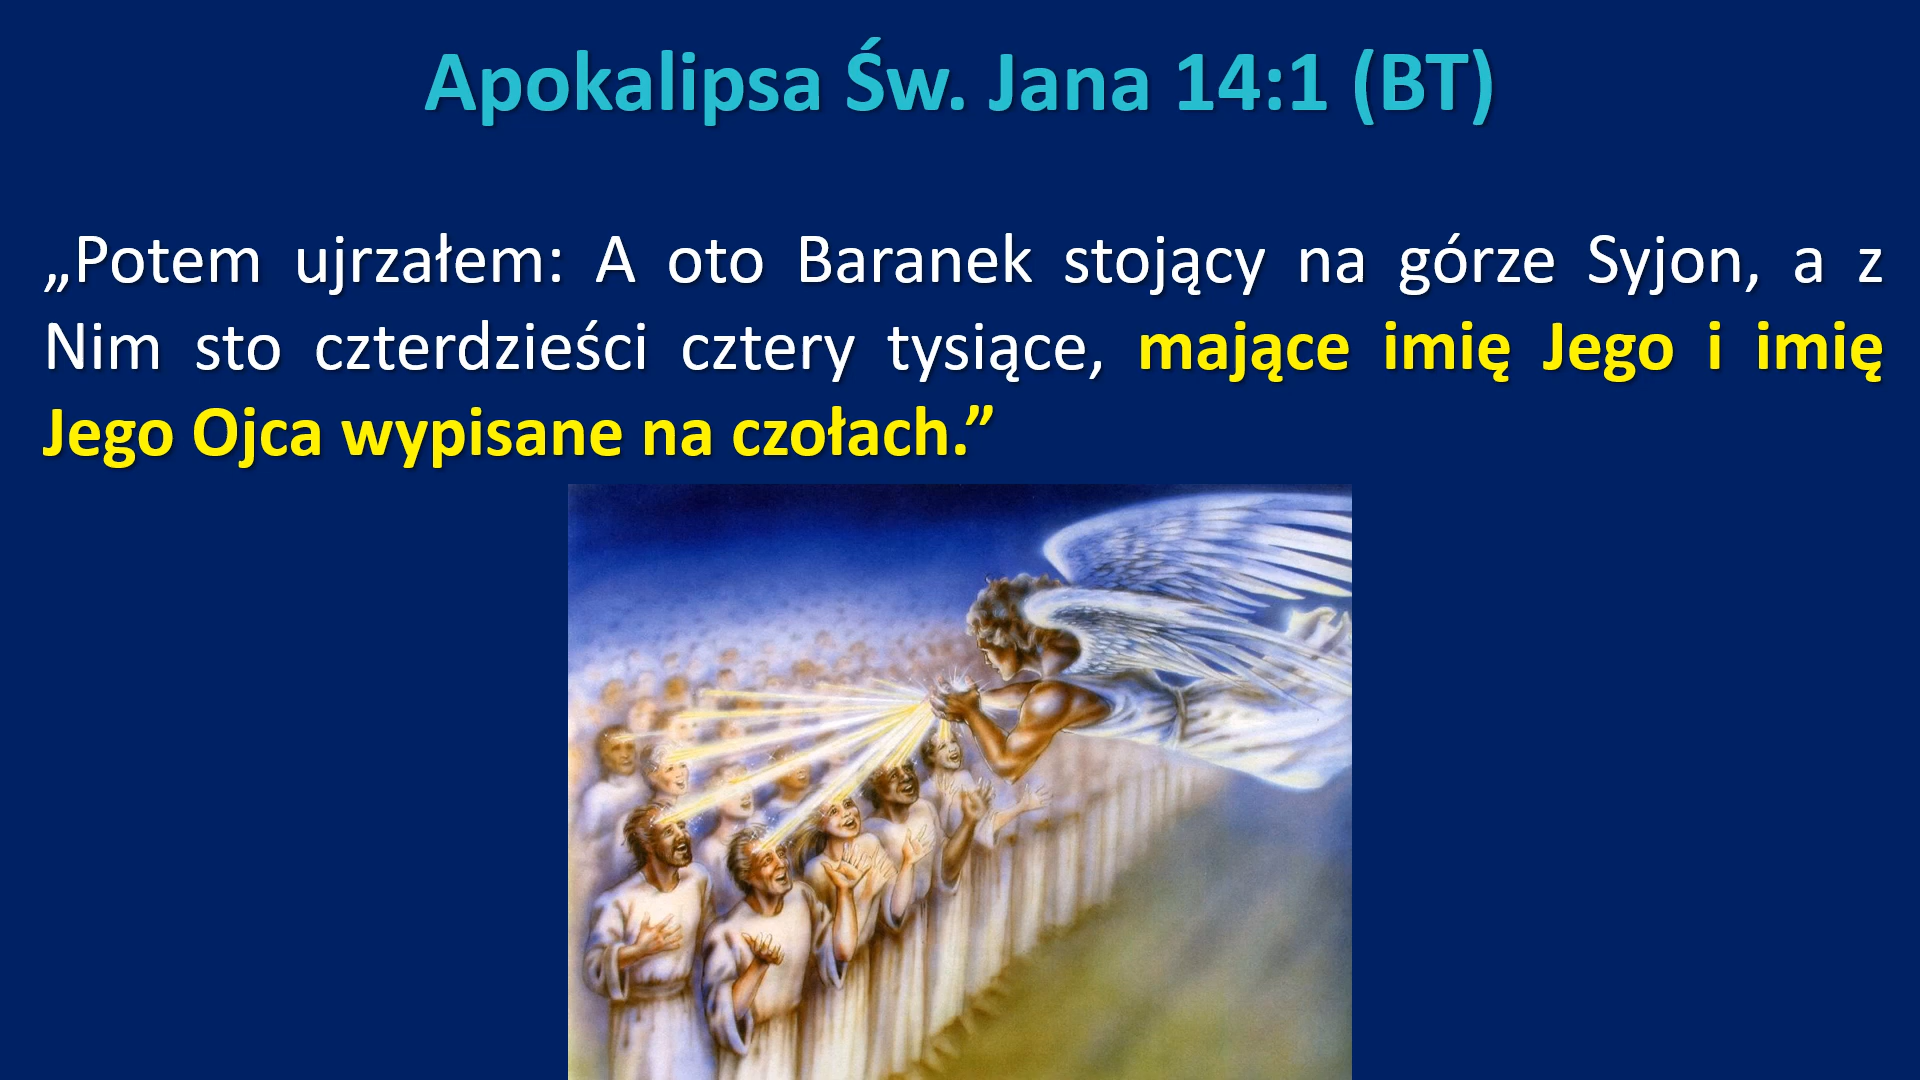 Apokalipsa Św. Jana 14:1 (BT)
„Potem ujrzałem: A oto Baranek stojący na górze Syjon, a z
Nim sto czterdzieści cztery tysiące, mające imię Jego i imię
Jego Ojca wypisane na czołach.”